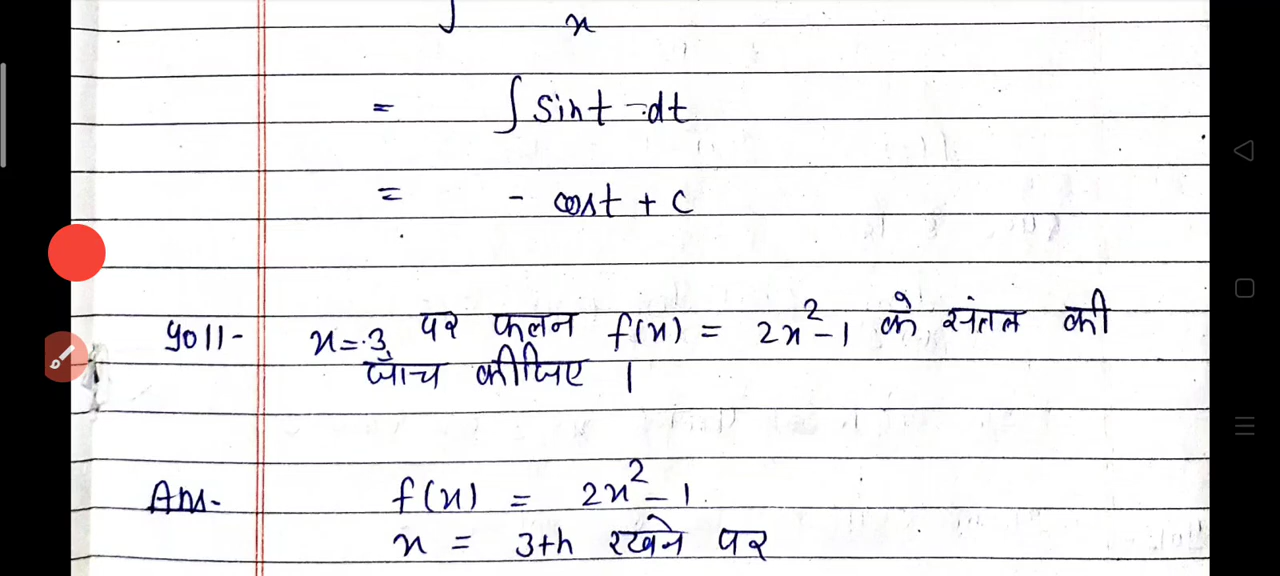 ∫ x
= ∫ sint dt
= - cost + c
प्र011- x=3 पर फलन f(x) = 2x²-1 के संतत की
जाँच कीजिए ।
Ans- f(x) = 2x²-1
x = 3+h रखने पर